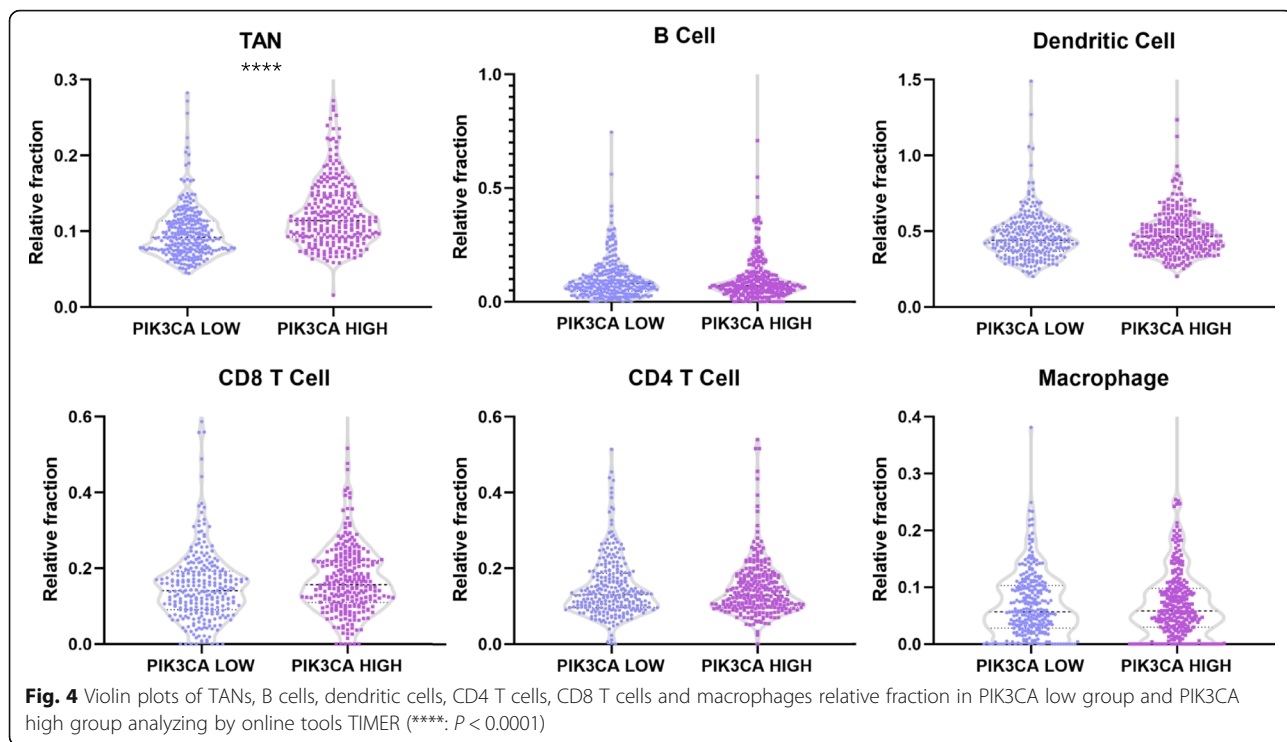 TAN
****
Relative fraction
0.3
0.2
0.1
0.0
PIK3CA LOW PIK3CA HIGH
B Cell
Relative fraction
1.0
0.5
0.0
PIK3CA LOW PIK3CA HIGH
Dendritic Cell
Relative fraction
1.5
1.0
0.5
0.0
PIK3CA LOW PIK3CA HIGH
CD8 T Cell
Relative fraction
0.6
0.4
0.2
0.0
PIK3CA LOW PIK3CA HIGH
CD4 T Cell
Relative fraction
0.6
0.4
0.2
0.0
PIK3CA LOW PIK3CA HIGH
Macrophage
Relative fraction
0.4
0.3
0.2
0.1
0.0
PIK3CA LOW PIK3CA HIGH
Fig. 4 Violin plots of TANs, B cells, dendritic cells, CD4 T cells, CD8 T cells and macrophages relative fraction in PIK3CA low group and PIK3CA
high group analyzing by online tools TIMER (****: P < 0.0001)